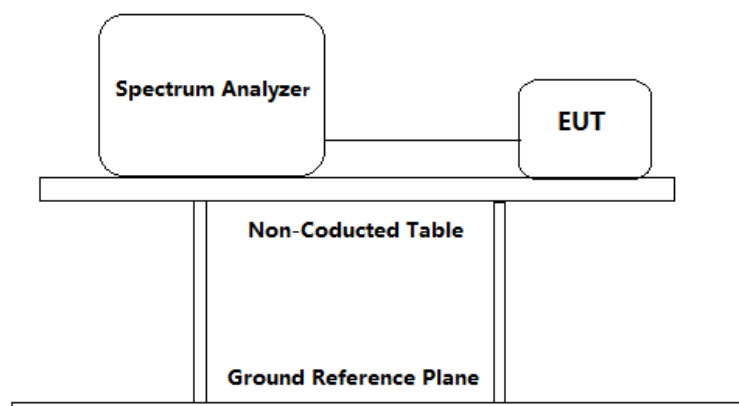 Spectrum Analyzer
EUT
Non-Coducted Table
Ground Reference Plane